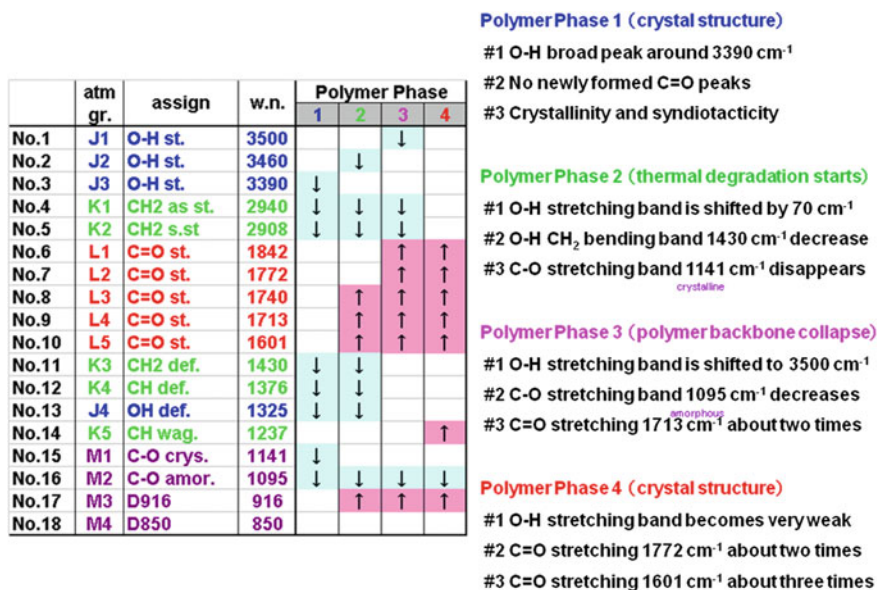 atm gr. assign w.n. Polymer Phase
1 2 3 4
No.1 J1 O-H st. 3500 ↓
No.2 J2 O-H st. 3460 ↓
No.3 J3 O-H st. 3390 ↓
No.4 K1 CH2 as st. 2940 ↓ ↓ ↓
No.5 K2 CH2 s.st 2908 ↓ ↓ ↓
No.6 L1 C=O st. 1842 ↑ ↑
No.7 L2 C=O st. 1772 ↑ ↑
No.8 L3 C=O st. 1740 ↑ ↑ ↑
No.9 L4 C=O st. 1713 ↑ ↑ ↑
No.10 L5 C=O st. 1601 ↑ ↑ ↑
No.11 K3 CH2 def. 1430 ↓ ↓
No.12 K4 CH def. 1376 ↓ ↓
No.13 J4 OH def. 1325 ↓ ↓
No.14 K5 CH wag. 1237 ↑
No.15 M1 C-O crys. 1141 ↓
No.16 M2 C-O amor. 1095 ↓ ↓ ↓ ↓
No.17 M3 D916 916 ↑ ↑ ↑
No.18 M4 D850 850
Polymer Phase 1 (crystal structure)
#1 O-H broad peak around 3390 cm⁻¹
#2 No newly formed C=O peaks
#3 Crystallinity and syndiotacticity
Polymer Phase 2 (thermal degradation starts)
#1 O-H stretching band is shifted by 70 cm⁻¹
#2 O-H CH₂ bending band 1430 cm⁻¹ decrease
#3 C-O stretching band 1141 cm⁻¹ disappears
crystalline
Polymer Phase 3 (polymer backbone collapse)
#1 O-H stretching band is shifted to 3500 cm⁻¹
#2 C-O stretching band 1095 cm⁻¹ decreases
amorphous
#3 C=O stretching 1713 cm⁻¹ about two times
Polymer Phase 4 (crystal structure)
#1 O-H stretching band becomes very weak
#2 C=O stretching 1772 cm⁻¹ about two times
#3 C=O stretching 1601 cm⁻¹ about three times